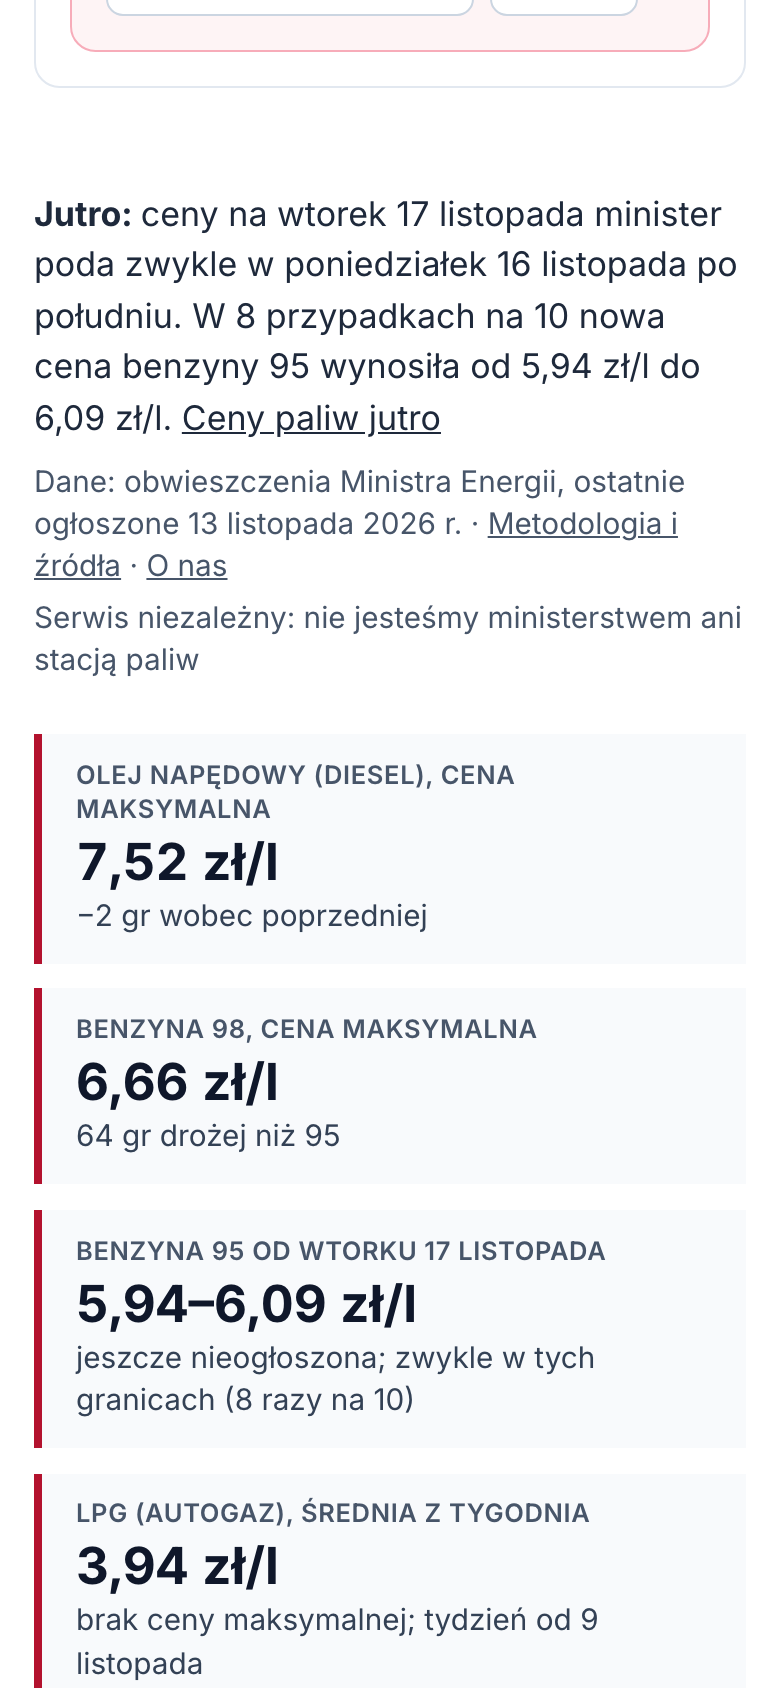 Jutro: ceny na wtorek 17 listopada minister
poda zwykle w poniedziałek 16 listopada po
południu. W 8 przypadkach na 10 nowa
cena benzyny 95 wynosiła od 5,94 zł/l do
6,09 zł/l. Ceny paliw jutro
Dane: obwieszczenia Ministra Energii, ostatnie
ogłoszone 13 listopada 2026 r. · Metodologia i
źródła · O nas
Serwis niezależny: nie jesteśmy ministerstwem ani
stacją paliw
OLEJ NAPĘDOWY (DIESEL), CENA
MAKSYMALNA
7,52 zł/l
−2 gr wobec poprzedniej
BENZYNA 98, CENA MAKSYMALNA
6,66 zł/l
64 gr drożej niż 95
BENZYNA 95 OD WTORKU 17 LISTOPADA
5,94–6,09 zł/l
jeszcze nieogłoszona; zwykle w tych
granicach (8 razy na 10)
LPG (AUTOGAZ), ŚREDNIA Z TYGODNIA
3,94 zł/l
brak ceny maksymalnej; tydzień od 9
listopada